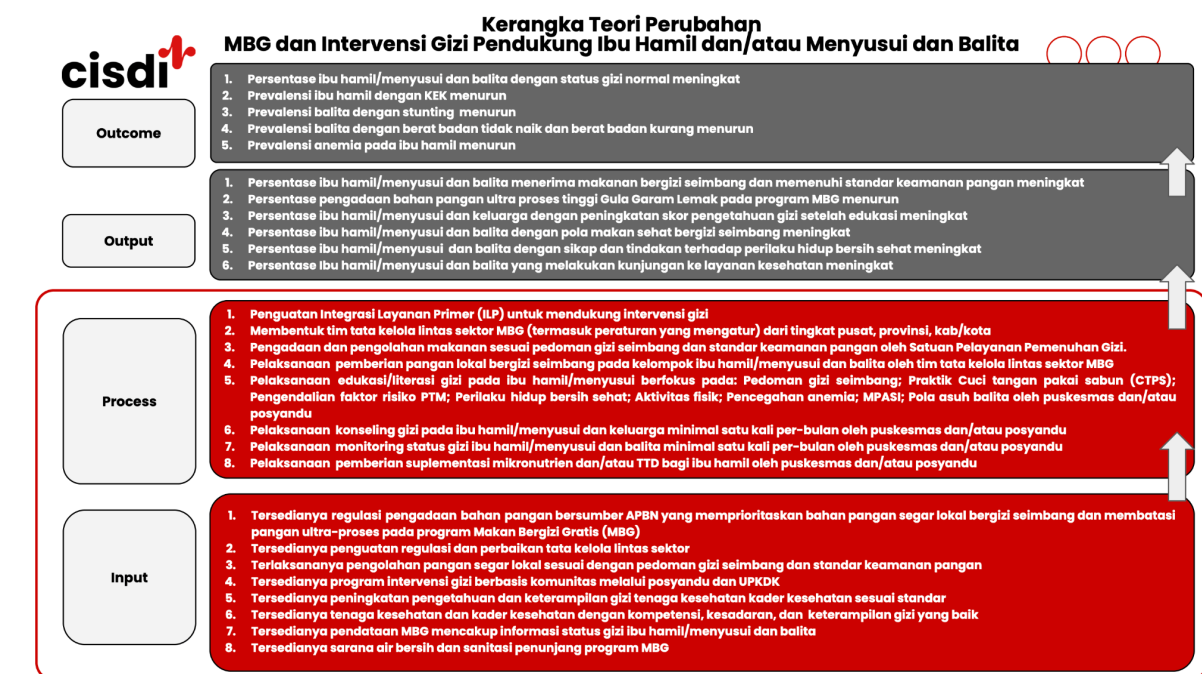 Kerangka Teori Perubahan
MBG dan Intervensi Gizi Pendukung Ibu Hamil dan/atau Menyusui dan Balita
cisdi
Outcome
1. Persentase ibu hamil/menyusui dan balita dengan status gizi normal meningkat
2. Prevalensi ibu hamil dengan KEK menurun
3. Prevalensi balita dengan stunting menurun
4. Prevalensi balita dengan berat badan tidak naik dan berat badan kurang menurun
5. Prevalensi anemia pada ibu hamil menurun
Output
1. Persentase ibu hamil/menyusui dan balita menerima makanan bergizi seimbang dan memenuhi standar keamanan pangan meningkat
2. Persentase pengadaan bahan pangan ultra proses tinggi Gula Garam Lemak pada program MBG menurun
3. Persentase ibu hamil/menyusui dan keluarga dengan peningkatan skor pengetahuan gizi setelah edukasi meningkat
4. Persentase ibu hamil/menyusui dan balita dengan pola makan sehat bergizi seimbang meningkat
5. Persentase ibu hamil/menyusui dan balita dengan sikap dan tindakan terhadap perilaku hidup bersih sehat meningkat
6. Persentase Ibu hamil/menyusui dan balita yang melakukan kunjungan ke layanan kesehatan meningkat
Process
1. Penguatan Integrasi Layanan Primer (ILP) untuk mendukung intervensi gizi
2. Membentuk tim tata kelola lintas sektor MBG (termasuk peraturan yang mengatur) dari tingkat pusat, provinsi, kab/kota
3. Pengadaan dan pengolahan makanan sesuai pedoman gizi seimbang dan standar keamanan pangan oleh Satuan Pelayanan Pemenuhan Gizi.
4. Pelaksanaan pemberian pangan lokal bergizi seimbang pada kelompok ibu hamil/menyusui dan balita oleh tim tata kelola lintas sektor MBG
5. Pelaksanaan edukasi/literasi gizi pada ibu hamil/menyusui berfokus pada: Pedoman gizi seimbang; Praktik Cuci tangan pakai sabun (CTPS);
Pengendalian faktor risiko PTM; Perilaku hidup bersih sehat; Aktivitas fisik; Pencegahan anemia; MPASI; Pola asuh balita oleh puskesmas dan/atau
posyandu
6. Pelaksanaan konseling gizi pada ibu hamil/menyusui dan keluarga minimal satu kali per-bulan oleh puskesmas dan/atau posyandu
7. Pelaksanaan monitoring status gizi ibu hamil/menyusui dan balita minimal satu kali per-bulan oleh puskesmas dan/atau posyandu
8. Pelaksanaan pemberian suplementasi mikronutrien dan/atau TTD bagi ibu hamil oleh puskesmas dan/atau posyandu
Input
1. Tersedianya regulasi pengadaan bahan pangan bersumber APBN yang memprioritaskan bahan pangan segar lokal bergizi seimbang dan membatasi
pangan ultra-proses pada program Makan Bergizi Gratis (MBG)
2. Tersedianya penguatan regulasi dan perbaikan tata kelola lintas sektor
3. Terlaksananya pengolahan pangan segar lokal sesuai dengan pedoman gizi seimbang dan standar keamanan pangan
4. Tersedianya program intervensi gizi berbasis komunitas melalui posyandu dan UPKDK
5. Tersedianya peningkatan pengetahuan dan keterampilan gizi tenaga kesehatan kader kesehatan sesuai standar
6. Tersedianya tenaga kesehatan dan kader kesehatan dengan kompetensi, kesadaran, dan keterampilan gizi yang baik
7. Tersedianya pendataan MBG mencakup informasi status gizi ibu hamil/menyusui dan balita
8. Tersedianya sarana air bersih dan sanitasi penunjang program MBG